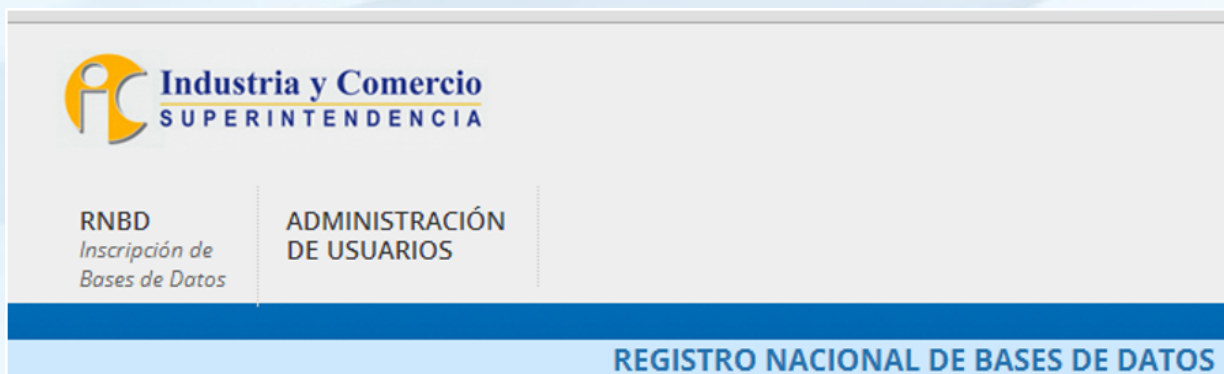 Industria y Comercio
SUPERINTENDENCIA
RNBD
Inscripción de
Bases de Datos
ADMINISTRACIÓN
DE USUARIOS
REGISTRO NACIONAL DE BASES DE DATOS